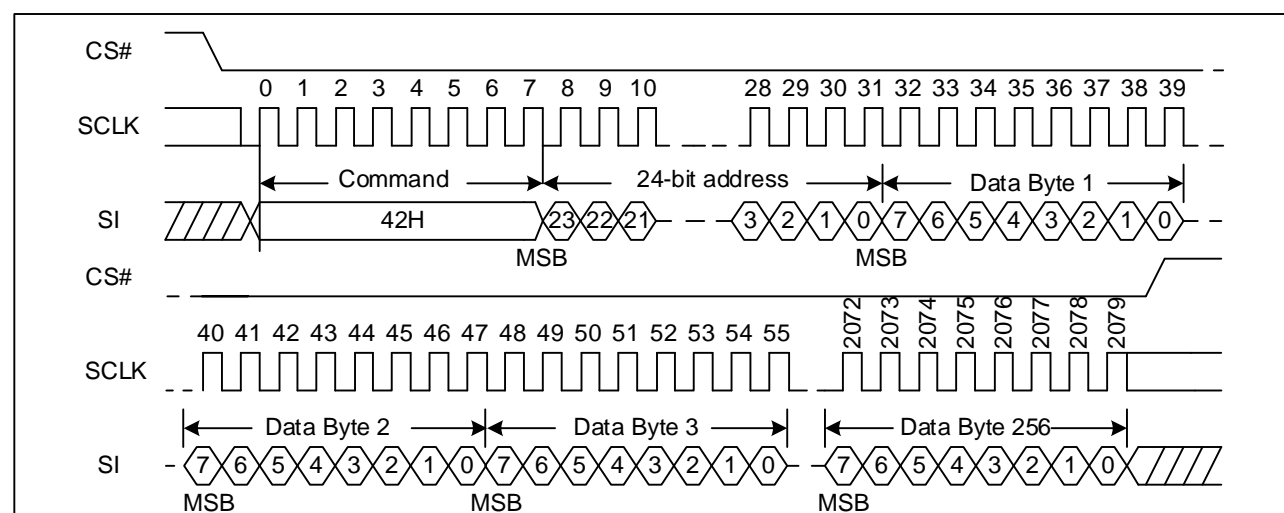 CS#
0 1 2 3 4 5 6 7 8 9 10 28 29 30 31 32 33 34 35 36 37 38 39
SCLK
Command 24-bit address Data Byte 1
SI 42H 23 22 21 3 2 1 0 7 6 5 4 3 2 1 0
MSB MSB
CS#
40 41 42 43 44 45 46 47 48 49 50 51 52 53 54 55 2072 2073 2074 2075 2076 2077 2078 2079
SCLK
Data Byte 2 Data Byte 3 Data Byte 256
SI 7 6 5 4 3 2 1 0 7 6 5 4 3 2 1 0 7 6 5 4 3 2 1 0
MSB MSB MSB